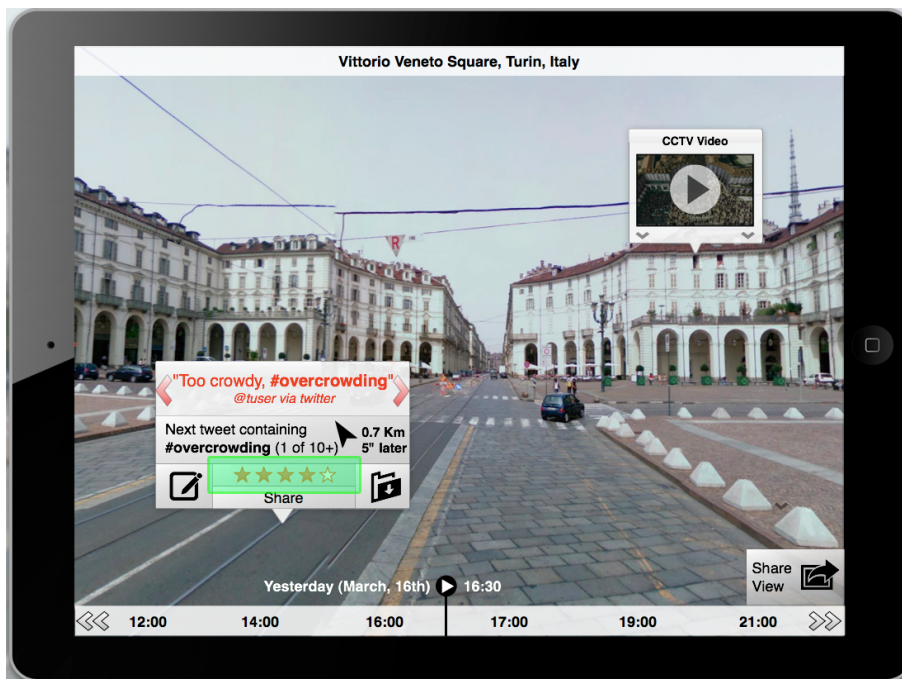 Vittorio Veneto Square, Turin, Italy
CCTV Video
R
"Too crowdy, #overcrowding"
@tuser via twitter
Next tweet containing
#overcrowding (1 of 10+)
0.7 Km
5" later
Share
Share
View
Yesterday (March, 16th) 16:30
12:00 14:00 16:00 17:00 19:00 21:00